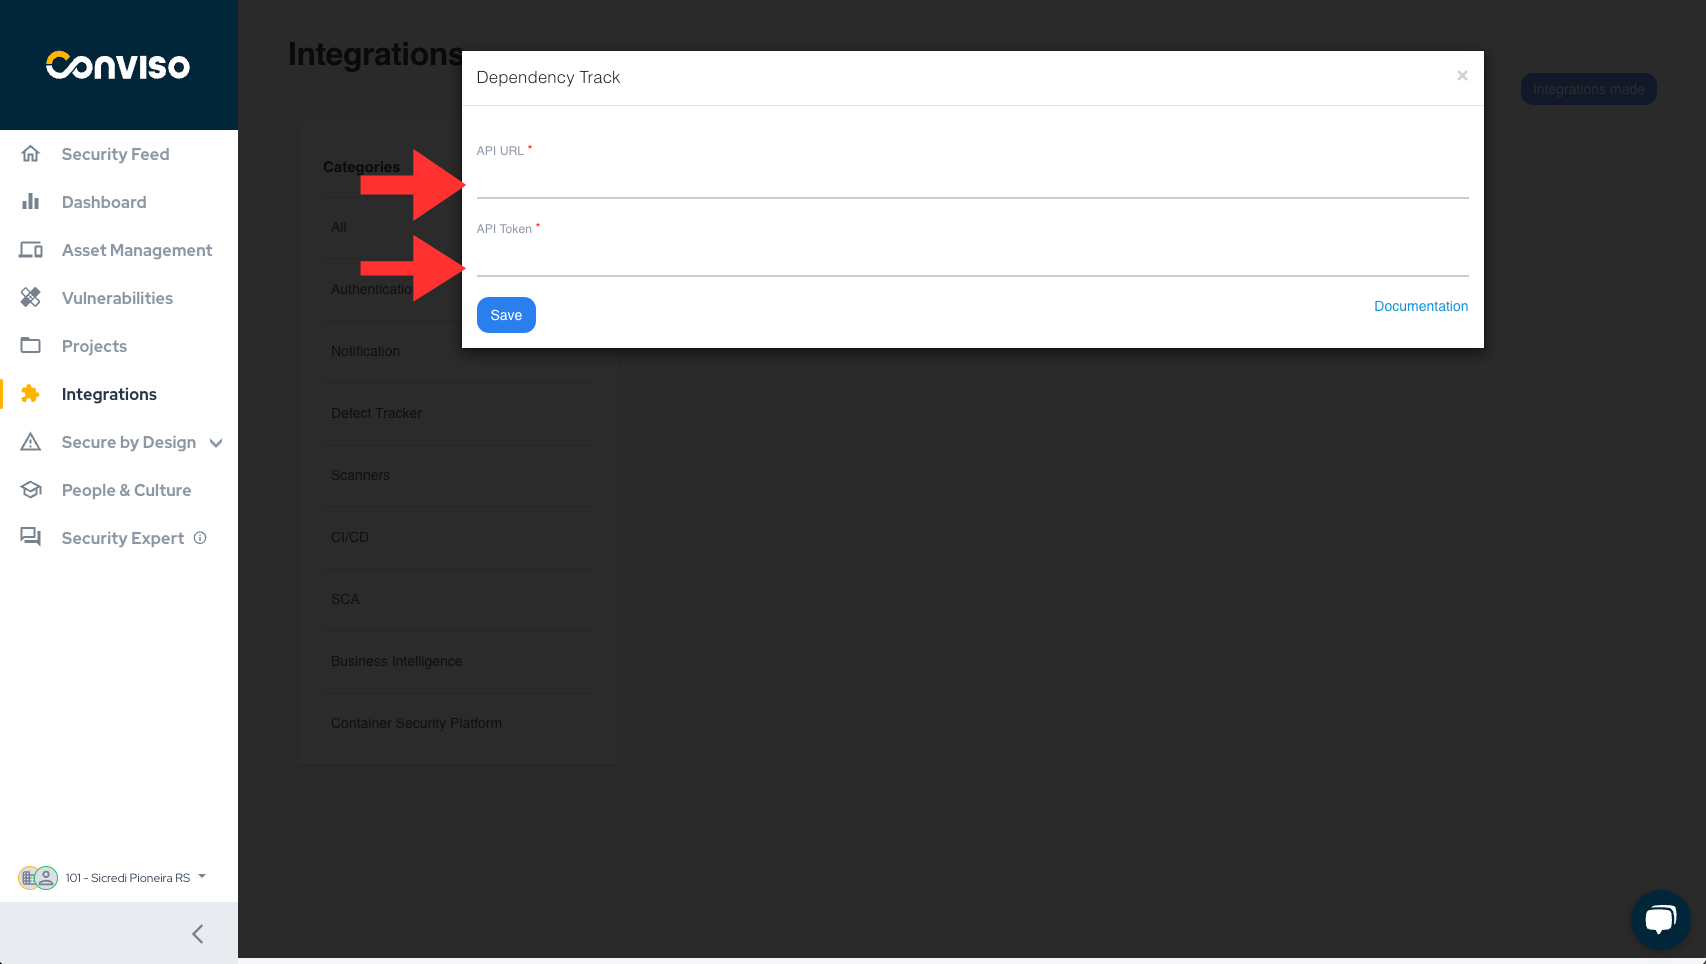 CONVISO
Security Feed
Dashboard
Asset Management
Vulnerabilities
Projects
Integrations
Secure by Design
People & Culture
Security Expert
101 - Sicredi Pioneira RS
Integrations
Integrations made
Categories
All
Authenticatio
Notification
Defect Tracker
Scanners
CI/CD
SCA
Business Intelligence
Container Security Platform
Dependency Track
×
API URL *
API Token *
Save
Documentation